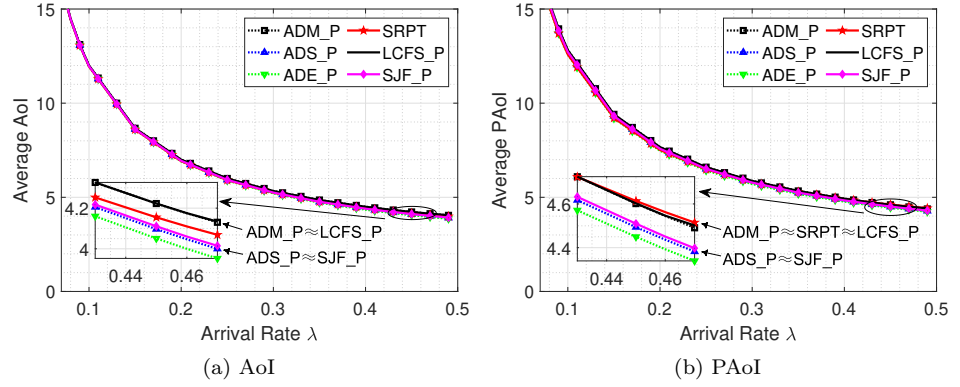 15
10
5
0
Average AoI
ADM_P
ADS_P
ADE_P
SRPT
LCFS_P
SJF_P
4.2
4
0.44 0.46
ADM_P≈LCFS_P
ADS_P≈SJF_P
0.1 0.2 0.3 0.4 0.5
Arrival Rate λ
(a) AoI
15
10
5
0
Average PAoI
ADM_P
ADS_P
ADE_P
SRPT
LCFS_P
SJF_P
4.6
4.4
0.44 0.46
ADM_P≈SRPT≈LCFS_P
ADS_P≈SJF_P
0.1 0.2 0.3 0.4 0.5
Arrival Rate λ
(b) PAoI